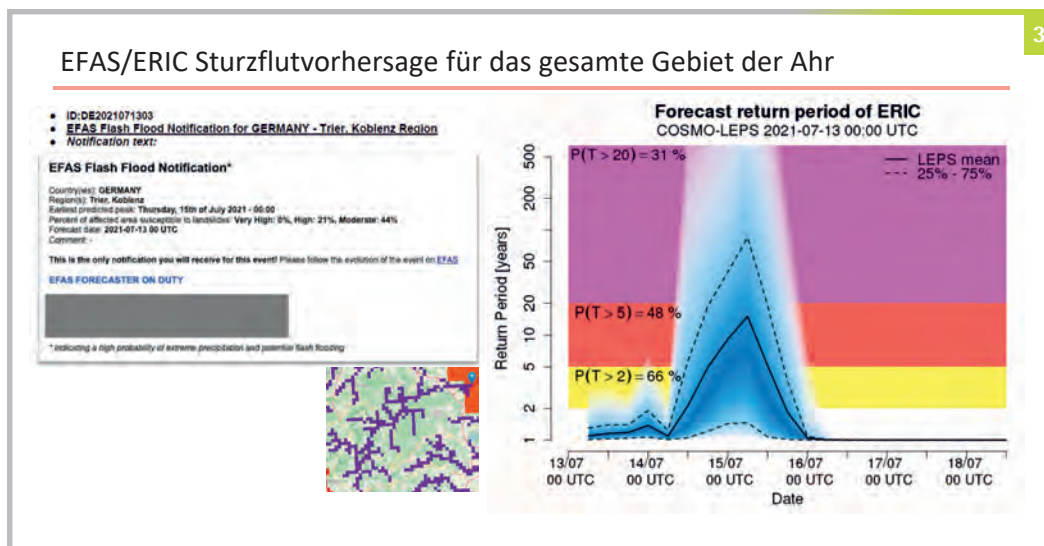 3
EFAS/ERIC Sturzflutvorhersage für das gesamte Gebiet der Ahr
• ID:DE2021071303
• EFAS Flash Flood Notification for GERMANY - Trier, Koblenz Region
• Notification text:
EFAS Flash Flood Notification*
Country(ies): GERMANY
Region(s): Trier, Koblenz
Earliest predicted peak: Thursday, 15th of July 2021 - 00:00
Percent of affected area susceptible to landslides: Very High: 0%, High: 21%, Moderate: 44%
Forecast date: 2021-07-13 00 UTC
Comment: -
This is the only notification you will receive for this event! Please follow the evolution of the event on EFAS
EFAS FORECASTER ON DUTY
* Indicating a high probability of extreme precipitation and potential flash flooding
Forecast return period of ERIC
COSMO-LEPS 2021-07-13 00:00 UTC
P(T > 20) = 31 %
LEPS mean
25% - 75%
P(T > 5) = 48 %
P(T > 2) = 66 %
Return Period [years]
500
200
50
20
10
5
2
1
13/07 14/07 15/07 16/07 17/07 18/07
00 UTC 00 UTC 00 UTC 00 UTC 00 UTC 00 UTC
Date